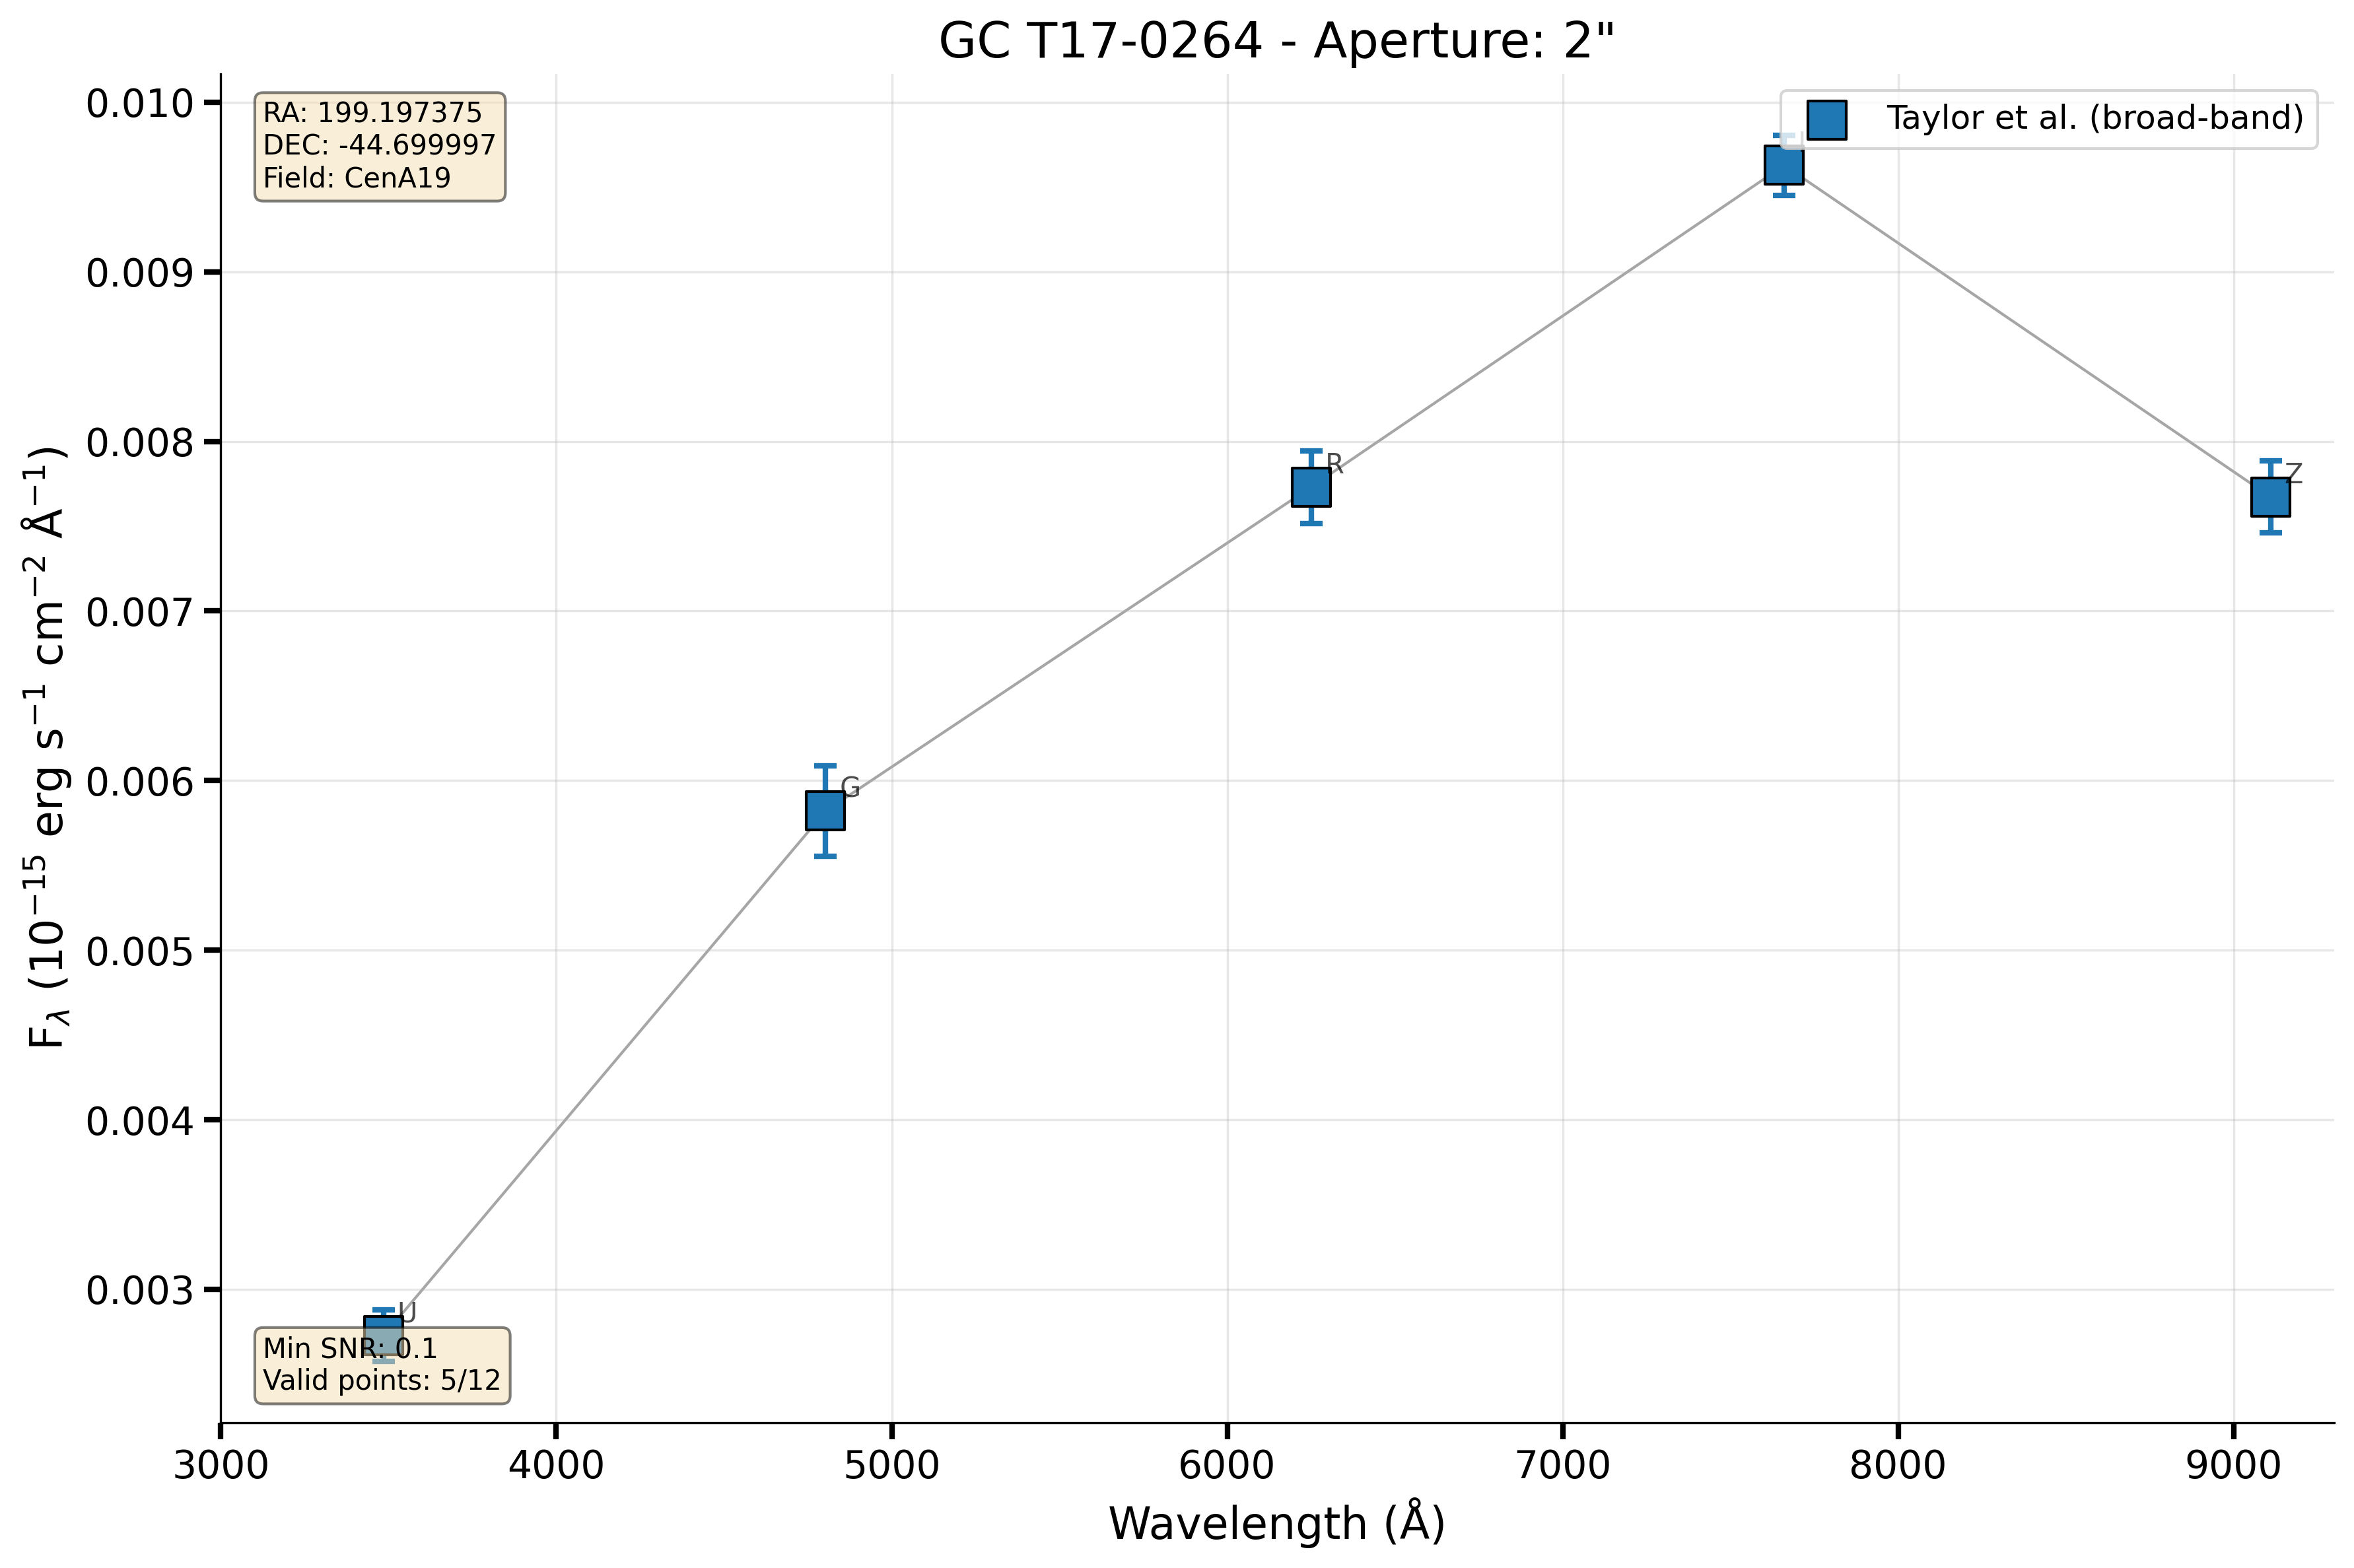 GC T17-0264 - Aperture: 2"
RA: 199.197375
DEC: -44.699997
Field: CenA19
Taylor et al. (broad-band)
I
R
Z
G
U
Min SNR: 0.1
Valid points: 5/12
0.010
0.009
0.008
0.007
0.006
0.005
0.004
0.003
F_λ (10⁻¹⁵ erg s⁻¹ cm⁻² Å⁻¹)
3000 4000 5000 6000 7000 8000 9000
Wavelength (Å)